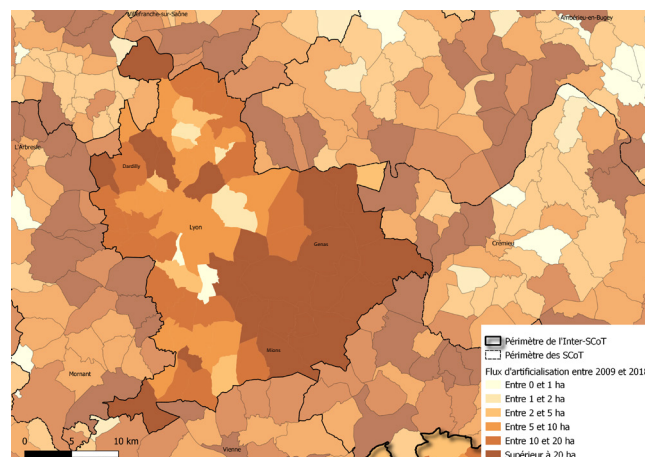 Villefranche-sur-Saône
Ambérieu-en-Bugey
L'Arbresle
Dardilly
Lyon
Genas
Crémieu
Mions
Mornant
Vienne
0 5 10 km
Périmètre de l'Inter-SCoT
Périmètre des SCoT
Flux d'artificialisation entre 2009 et 2018
Entre 0 et 1 ha
Entre 1 et 2 ha
Entre 2 et 5 ha
Entre 5 et 10 ha
Entre 10 et 20 ha
Supérieur à 20 ha